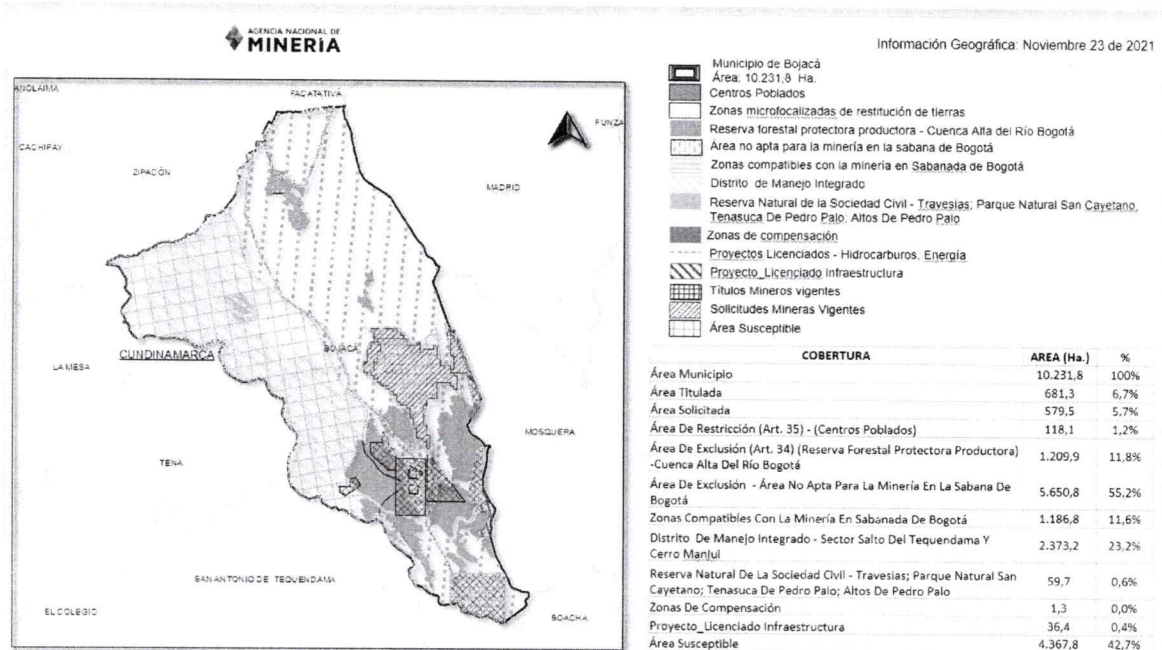 AGENCIA NACIONAL DE
MINERÍA
Información Geográfica: Noviembre 23 de 2021
ANOLAIMA
FACATATIVÁ
FUNZA
CACHIPAY
ZIPACÓN
MADRID
CUNDINAMARCA
BOJACÁ
LA MESA
MOSQUERA
TENA
SAN ANTONIO DE TEQUENDAMA
EL COLEGIO
SOACHA
Municipio de Bojacá
Área: 10.231,8 Ha.
Centros Poblados
Zonas microfocalizadas de restitución de tierras
Reserva forestal protectora productora - Cuenca Alta del Río Bogotá
Área no apta para la minería en la sabana de Bogotá
Zonas compatibles con la minería en Sabanada de Bogotá
Distrito de Manejo Integrado
Reserva Natural de la Sociedad Civil - Travesias; Parque Natural San Cayetano;
Tenasuca De Pedro Palo; Altos De Pedro Palo
Zonas de compensación
Proyectos Licenciados - Hidrocarburos, Energía
Proyecto_Licenciado Infraestructura
Títulos Mineros vigentes
Solicitudes Mineras Vigentes
Área Susceptible
COBERTURA AREA (Ha.) %
Área Municipio 10.231,8 100%
Área Titulada 681,3 6,7%
Área Solicitada 579,5 5,7%
Área De Restricción (Art. 35) - (Centros Poblados) 118,1 1,2%
Área De Exclusión (Art. 34) (Reserva Forestal Protectora Productora)
-Cuenca Alta Del Río Bogotá 1.209,9 11,8%
Área De Exclusión - Área No Apta Para La Minería En La Sabana De
Bogotá 5.650,8 55,2%
Zonas Compatibles Con La Minería En Sabanada De Bogotá 1.186,8 11,6%
Distrito De Manejo Integrado - Sector Salto Del Tequendama Y
Cerro Manjui 2.373,2 23,2%
Reserva Natural De La Sociedad Civil - Travesias; Parque Natural San
Cayetano; Tenasuca De Pedro Palo; Altos De Pedro Palo 59,7 0,6%
Zonas De Compensación 1,3 0,0%
Proyecto_Licenciado Infraestructura 36,4 0,4%
Área Susceptible 4.367,8 42,7%